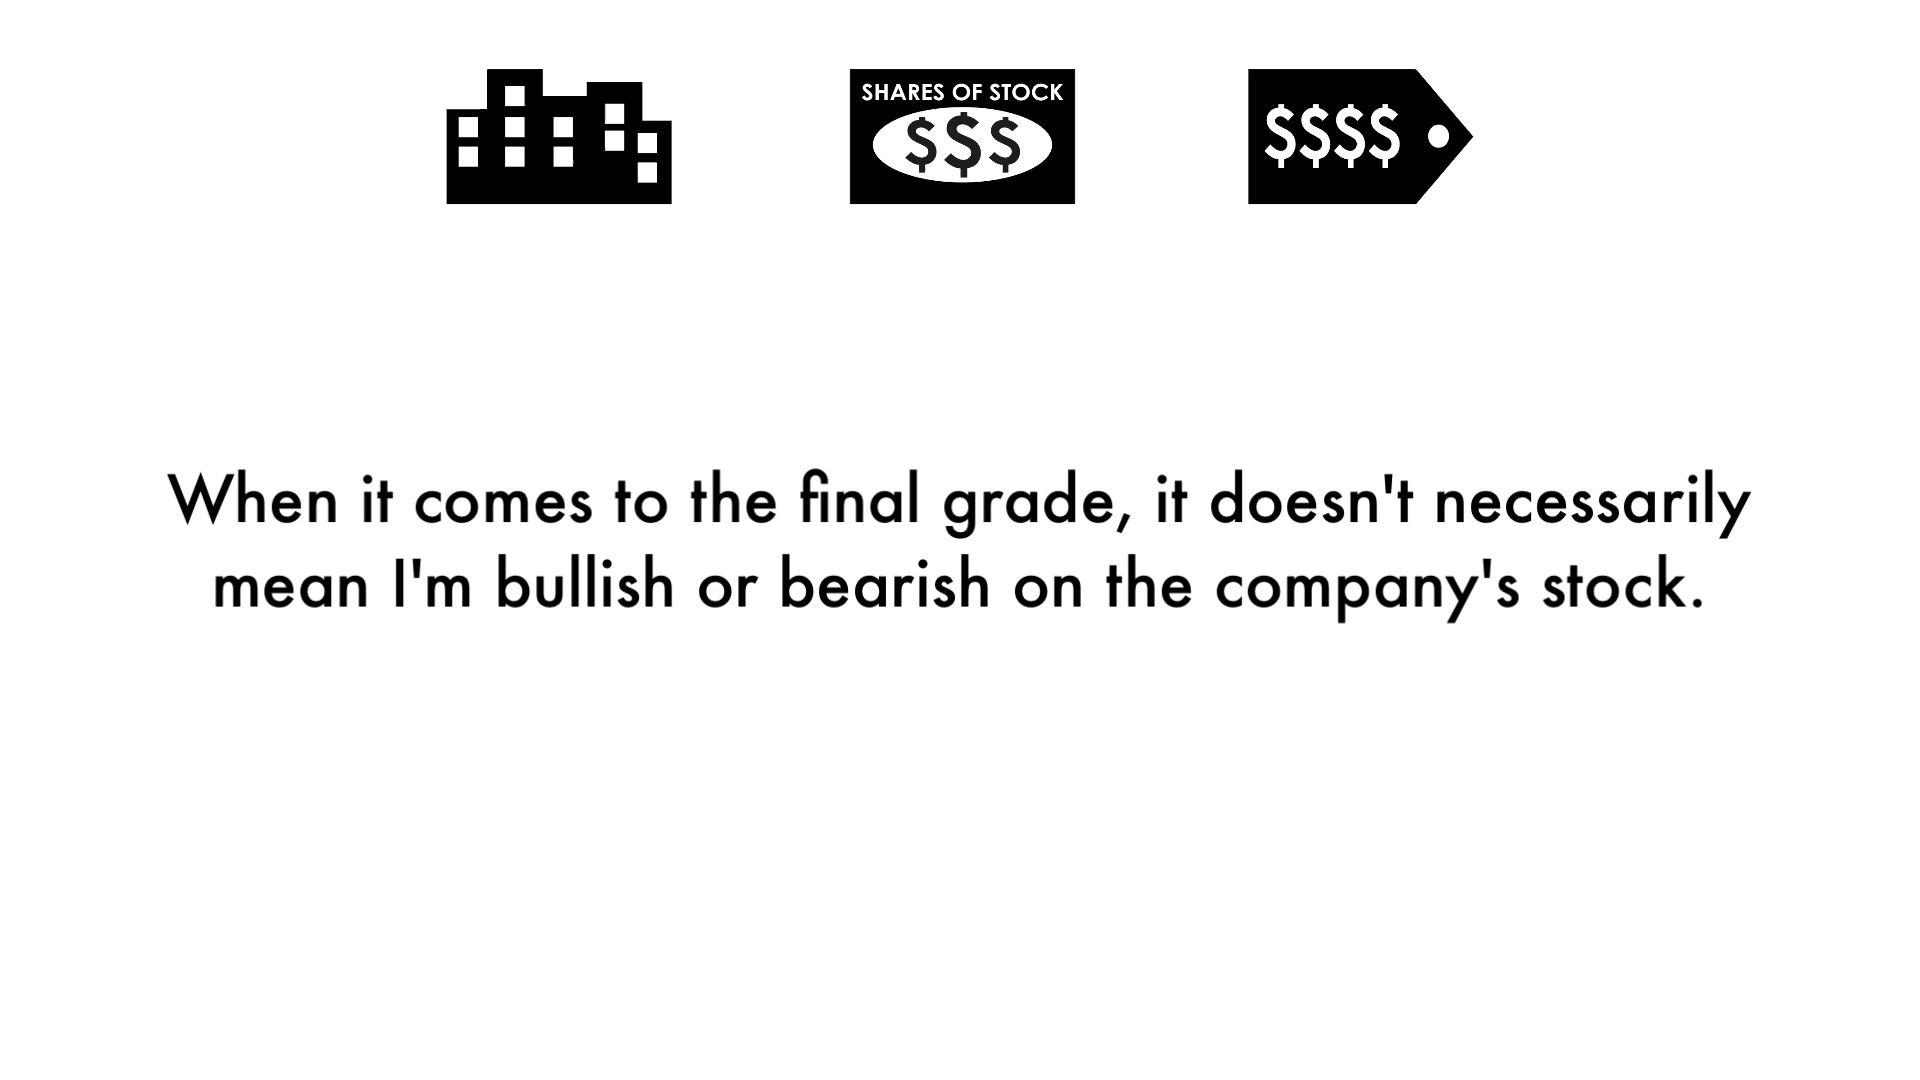 SHARES OF STOCK
$$$
$$$$
When it comes to the final grade, it doesn't necessarily
mean I'm bullish or bearish on the company's stock.